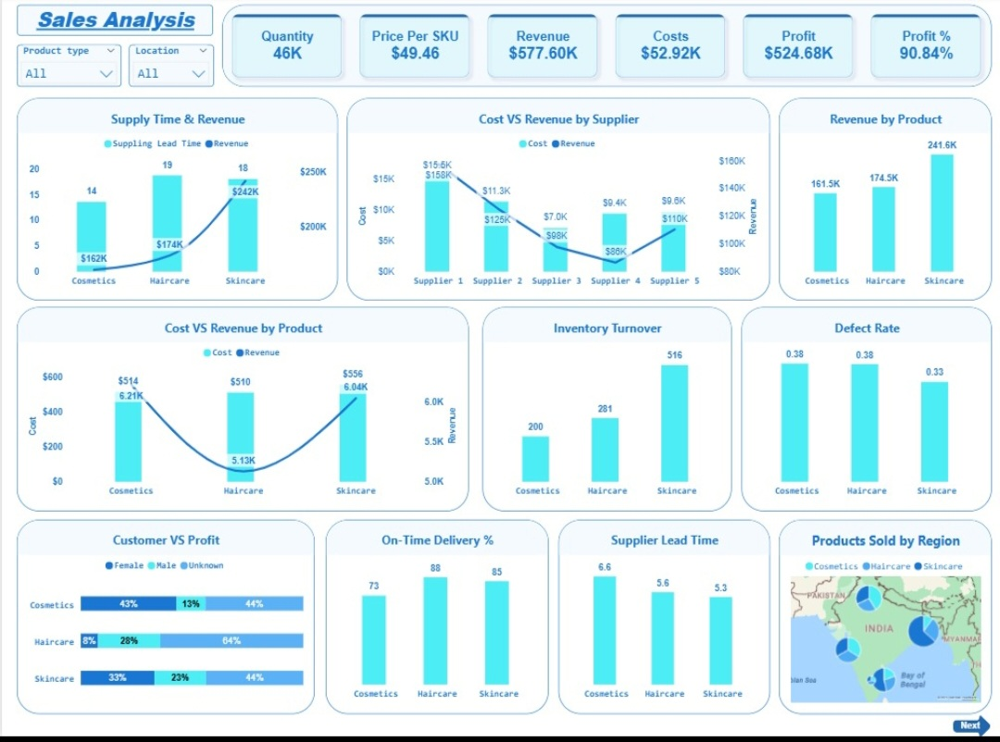 Sales Analysis
Product type
All
Location
All
Quantity
46K
Price Per SKU
$49.46
Revenue
$577.60K
Costs
$52.92K
Profit
$524.68K
Profit %
90.84%
Supply Time & Revenue
Suppling Lead Time Revenue
20
15
10
5
0
14
19
18
$162K
$174K
$242K
$250K
$200K
Cosmetics Haircare Skincare
Cost VS Revenue by Supplier
Cost Revenue
Cost
$15K
$10K
$5K
$0K
$158K
$11.3K
$125K
$7.0K
$98K
$9.4K
$86K
$9.6K
$110K
$160K
$140K
$120K
$100K
$80K
Revenue
Supplier 1 Supplier 2 Supplier 3 Supplier 4 Supplier 5
Revenue by Product
161.5K
174.5K
241.6K
Cosmetics Haircare Skincare
Cost VS Revenue by Product
Cost Revenue
Cost
$600
$400
$200
$0
$514
6.21K
$510
5.13K
$556
6.04K
6.0K
5.5K
5.0K
Revenue
Cosmetics Haircare Skincare
Inventory Turnover
200
281
516
Cosmetics Haircare Skincare
Defect Rate
0.38
0.38
0.33
Cosmetics Haircare Skincare
Customer VS Profit
Female Male Unknown
Cosmetics 43% 13% 44%
Haircare 8% 28% 64%
Skincare 33% 23% 44%
On-Time Delivery %
73
88
85
Cosmetics Haircare Skincare
Supplier Lead Time
6.6
5.6
5.3
Cosmetics Haircare Skincare
Products Sold by Region
Cosmetics Haircare Skincare
PAKISTAN
INDIA
MYANMAR
Bay of
Bengal
Next